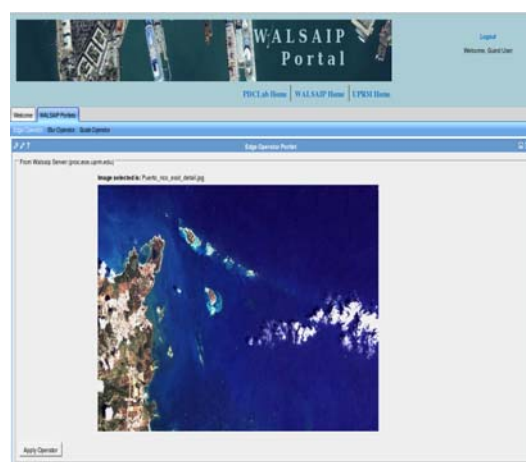 WALSAIP
Portal
Logout
Welcome, Guest User
PDCLab Home WALSAIP Home UPRM Home
Welcome WALSAIP Portlets
Edge Operator Blur Operator Scale Operator
Edge Operator Portlet
From Walsaip Server (proc.ece.uprm.edu)
Image selected is: Puerto_rico_east_detail.jpg
Apply Operator